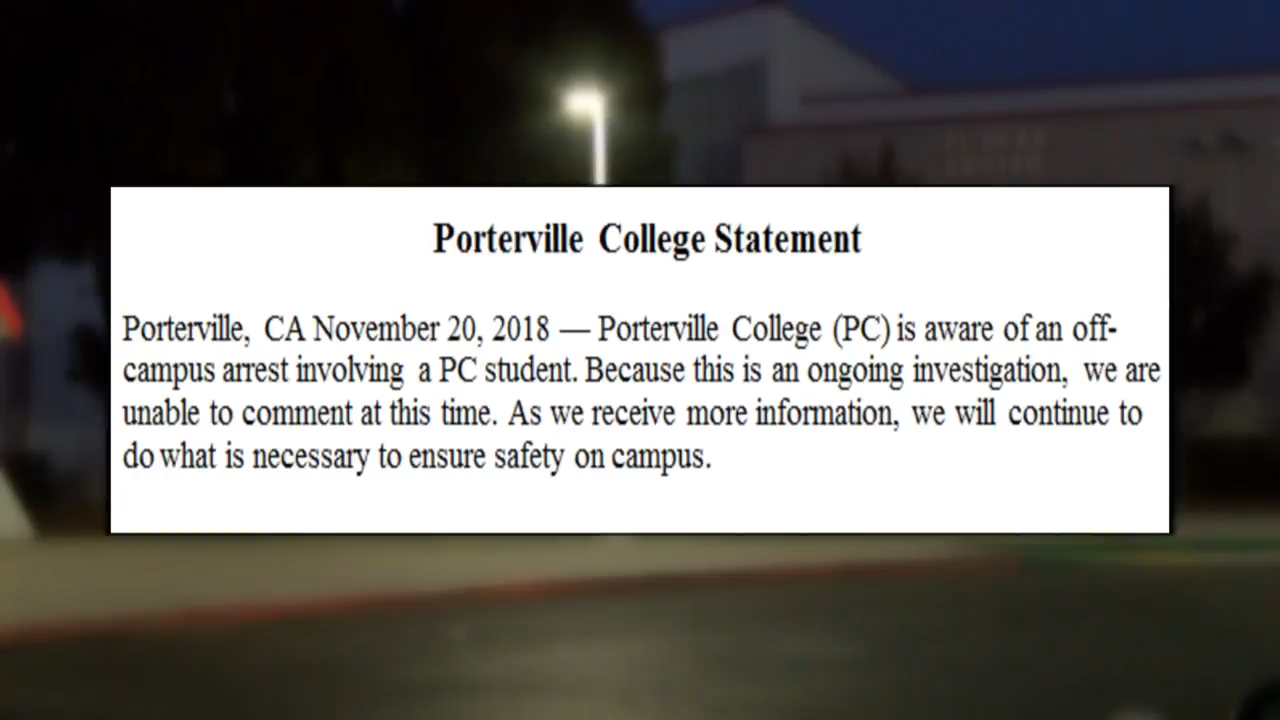 Porterville College Statement
Porterville, CA November 20, 2018 — Porterville College (PC) is aware of an off-
campus arrest involving a PC student. Because this is an ongoing investigation, we are
unable to comment at this time. As we receive more information, we will continue to
do what is necessary to ensure safety on campus.